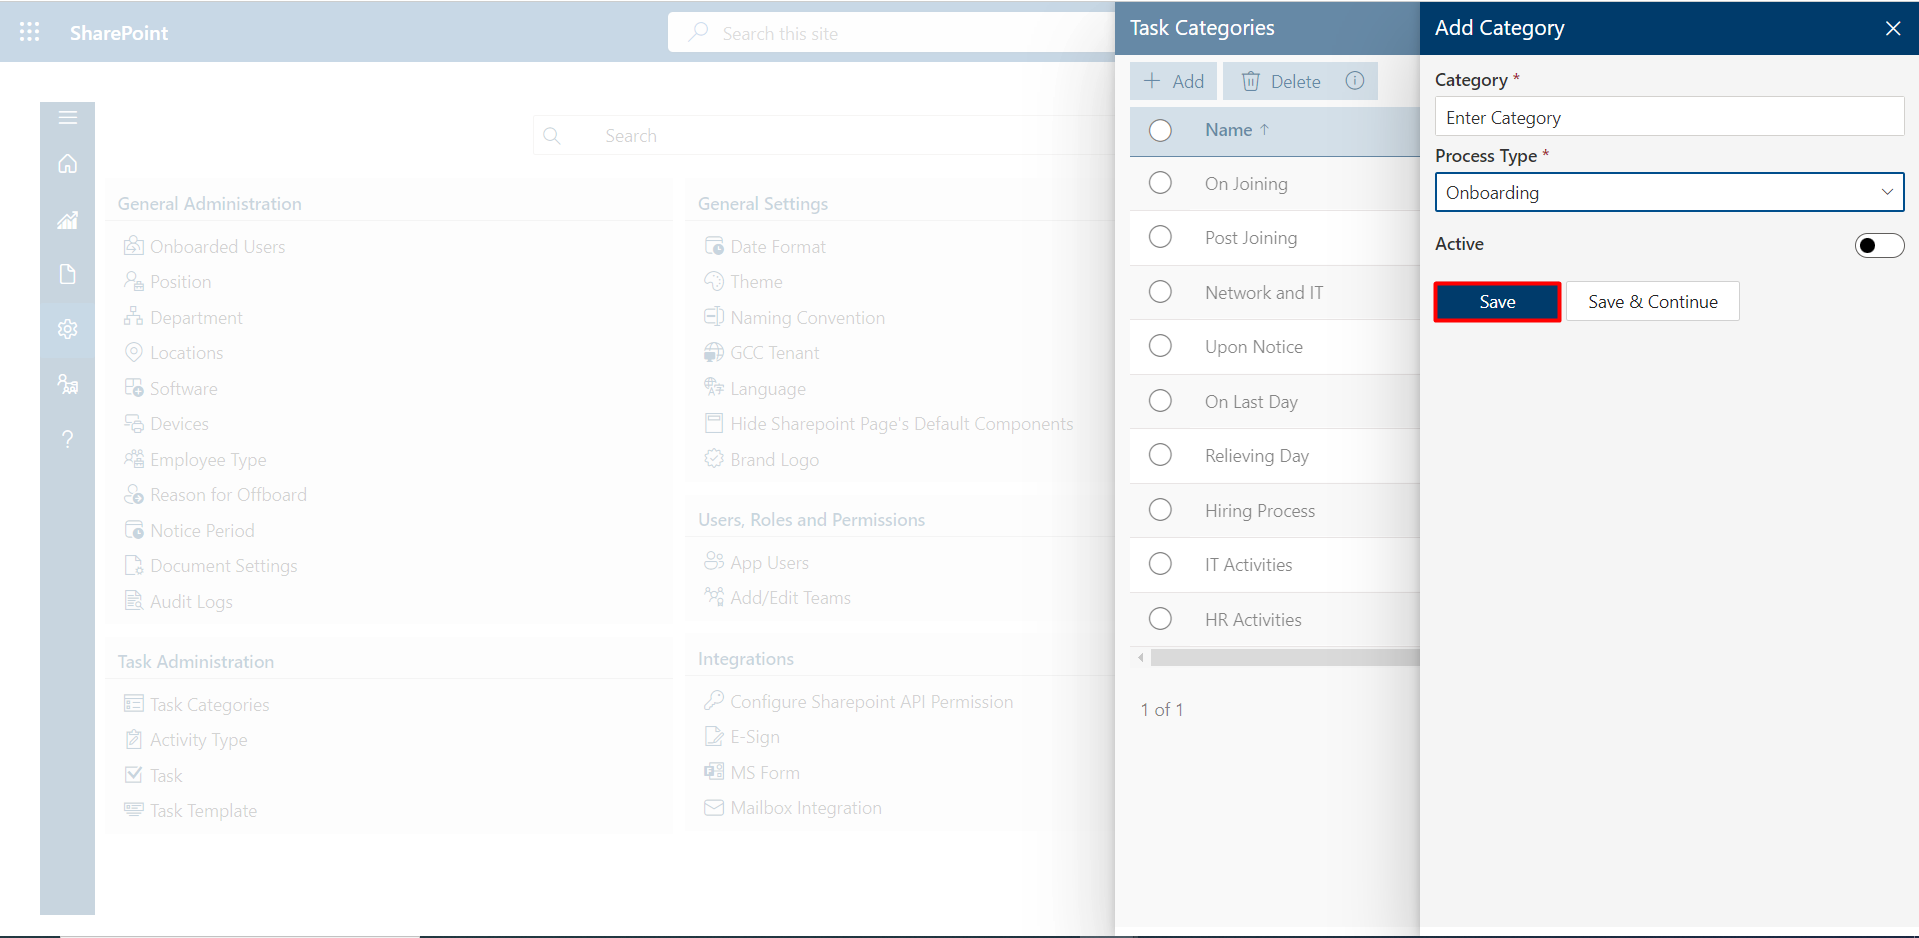 SharePoint
Search this site
Search
General Administration
Onboarded Users
Position
Department
Locations
Software
Devices
Employee Type
Reason for Offboard
Notice Period
Document Settings
Audit Logs
Task Administration
Task Categories
Activity Type
Task
Task Template
General Settings
Date Format
Theme
Naming Convention
GCC Tenant
Language
Hide Sharepoint Page's Default Components
Brand Logo
Users, Roles and Permissions
App Users
Add/Edit Teams
Integrations
Configure Sharepoint API Permission
E-Sign
MS Form
Mailbox Integration
Task Categories
Add Delete
Name ↑
On Joining
Post Joining
Network and IT
Upon Notice
On Last Day
Relieving Day
Hiring Process
IT Activities
HR Activities
1 of 1
Add Category
Category *
Enter Category
Process Type *
Onboarding
Active
Save Save & Continue